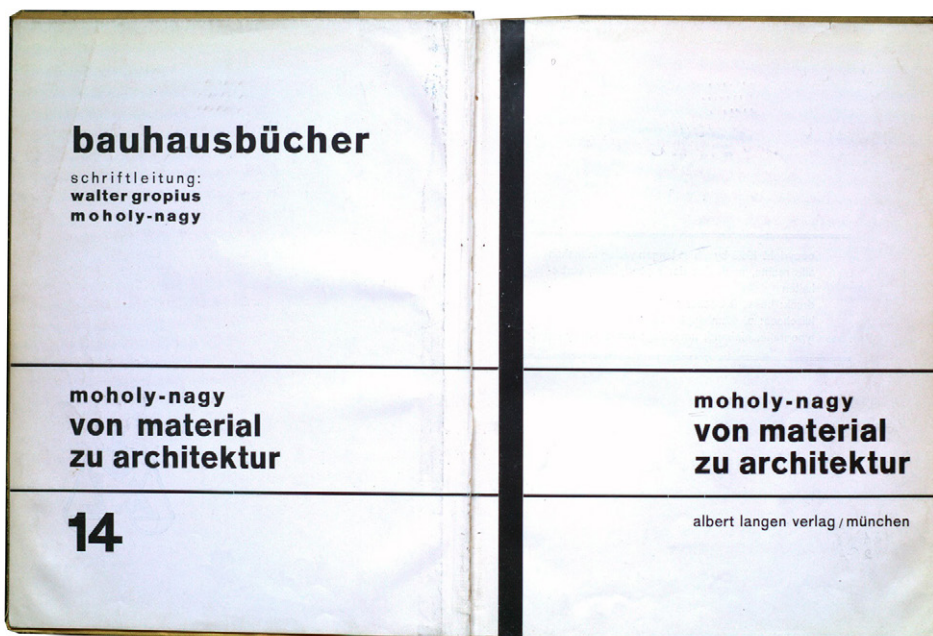 bauhausbücher
schriftleitung:
walter gropius
moholy-nagy
moholy-nagy
von material
zu architektur
14
moholy-nagy
von material
zu architektur
albert langen verlag / münchen